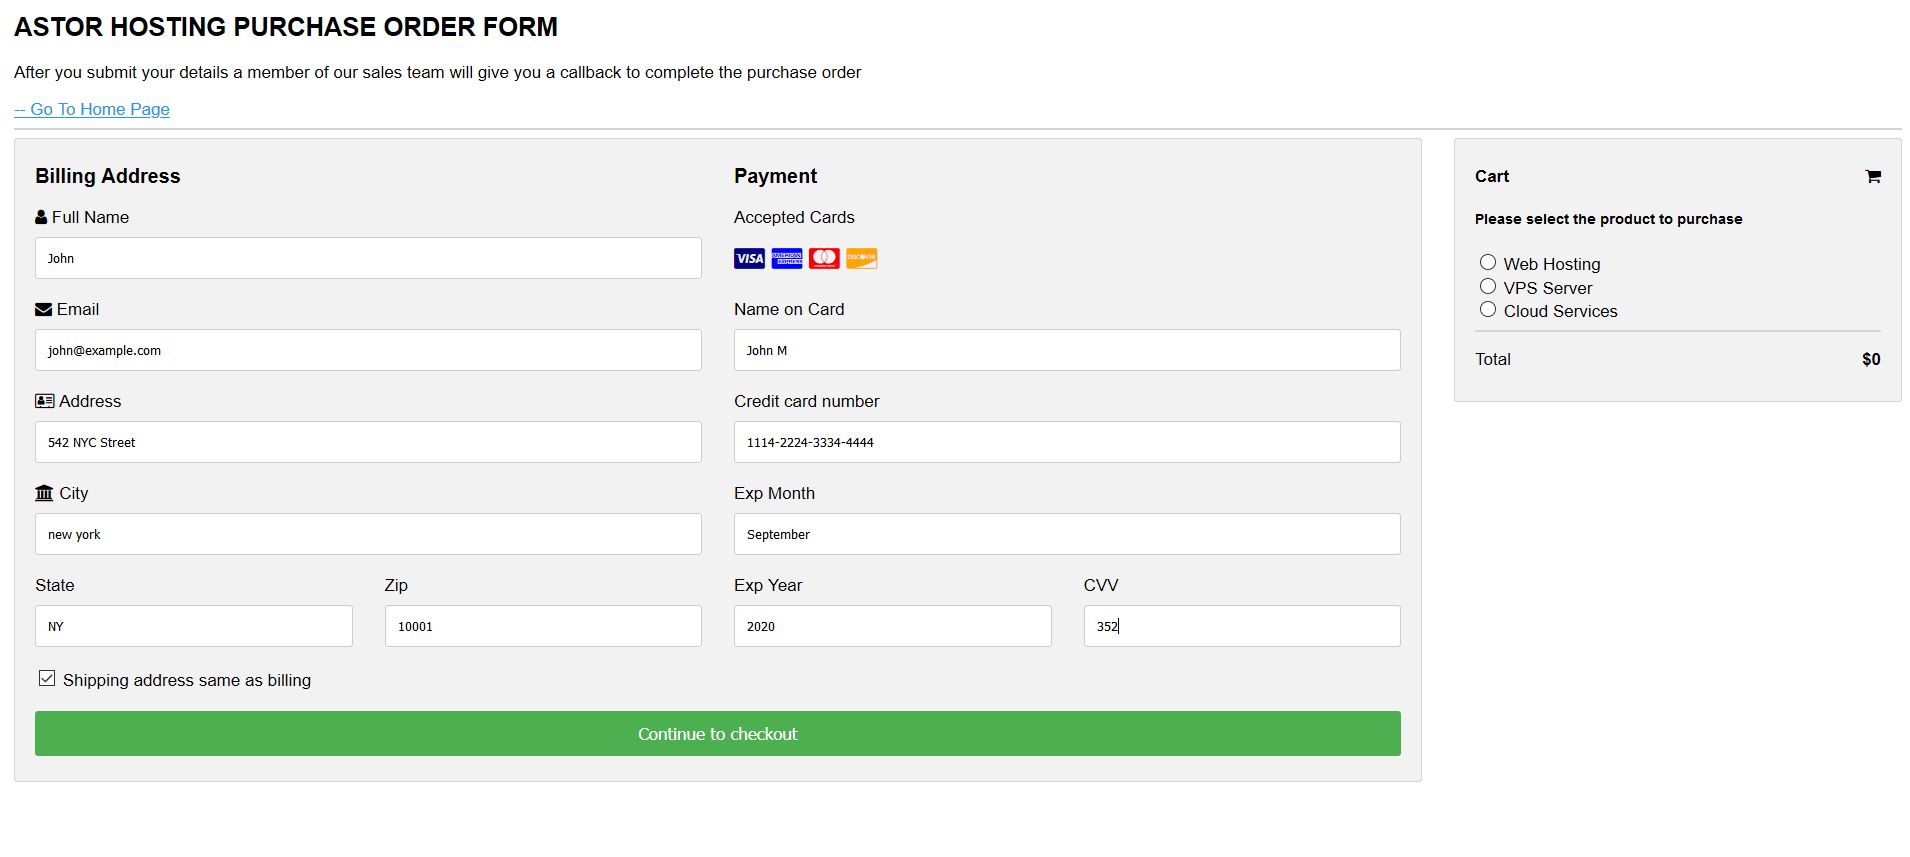 ASTOR HOSTING PURCHASE ORDER FORM
After you submit your details a member of our sales team will give you a callback to complete the purchase order
-- Go To Home Page
Billing Address
Full Name
John
Email
john@example.com
Address
542 NYC Street
City
new york
State Zip
NY 10001
Shipping address same as billing
Payment
Accepted Cards
VISA AMERICAN EXPRESS DISCOVER
Name on Card
John M
Credit card number
1114-2224-3334-4444
Exp Month
September
Exp Year CVV
2020 352
Continue to checkout
Cart
Please select the product to purchase
Web Hosting
VPS Server
Cloud Services
Total $0